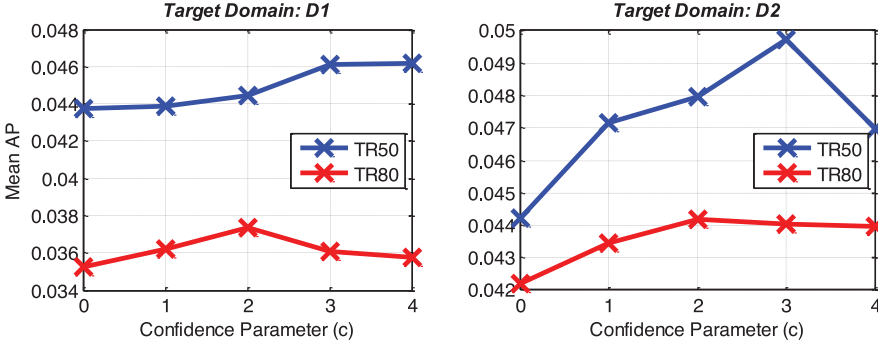 Target Domain: D1
0.048
0.046
0.044
0.042
0.04
0.038
0.036
0.034
Mean AP
TR50
TR80
0 1 2 3 4
Confidence Parameter (c)
Target Domain: D2
0.05
0.049
0.048
0.047
0.046
0.045
0.044
0.043
0.042
TR50
TR80
0 1 2 3 4
Confidence Parameter (c)